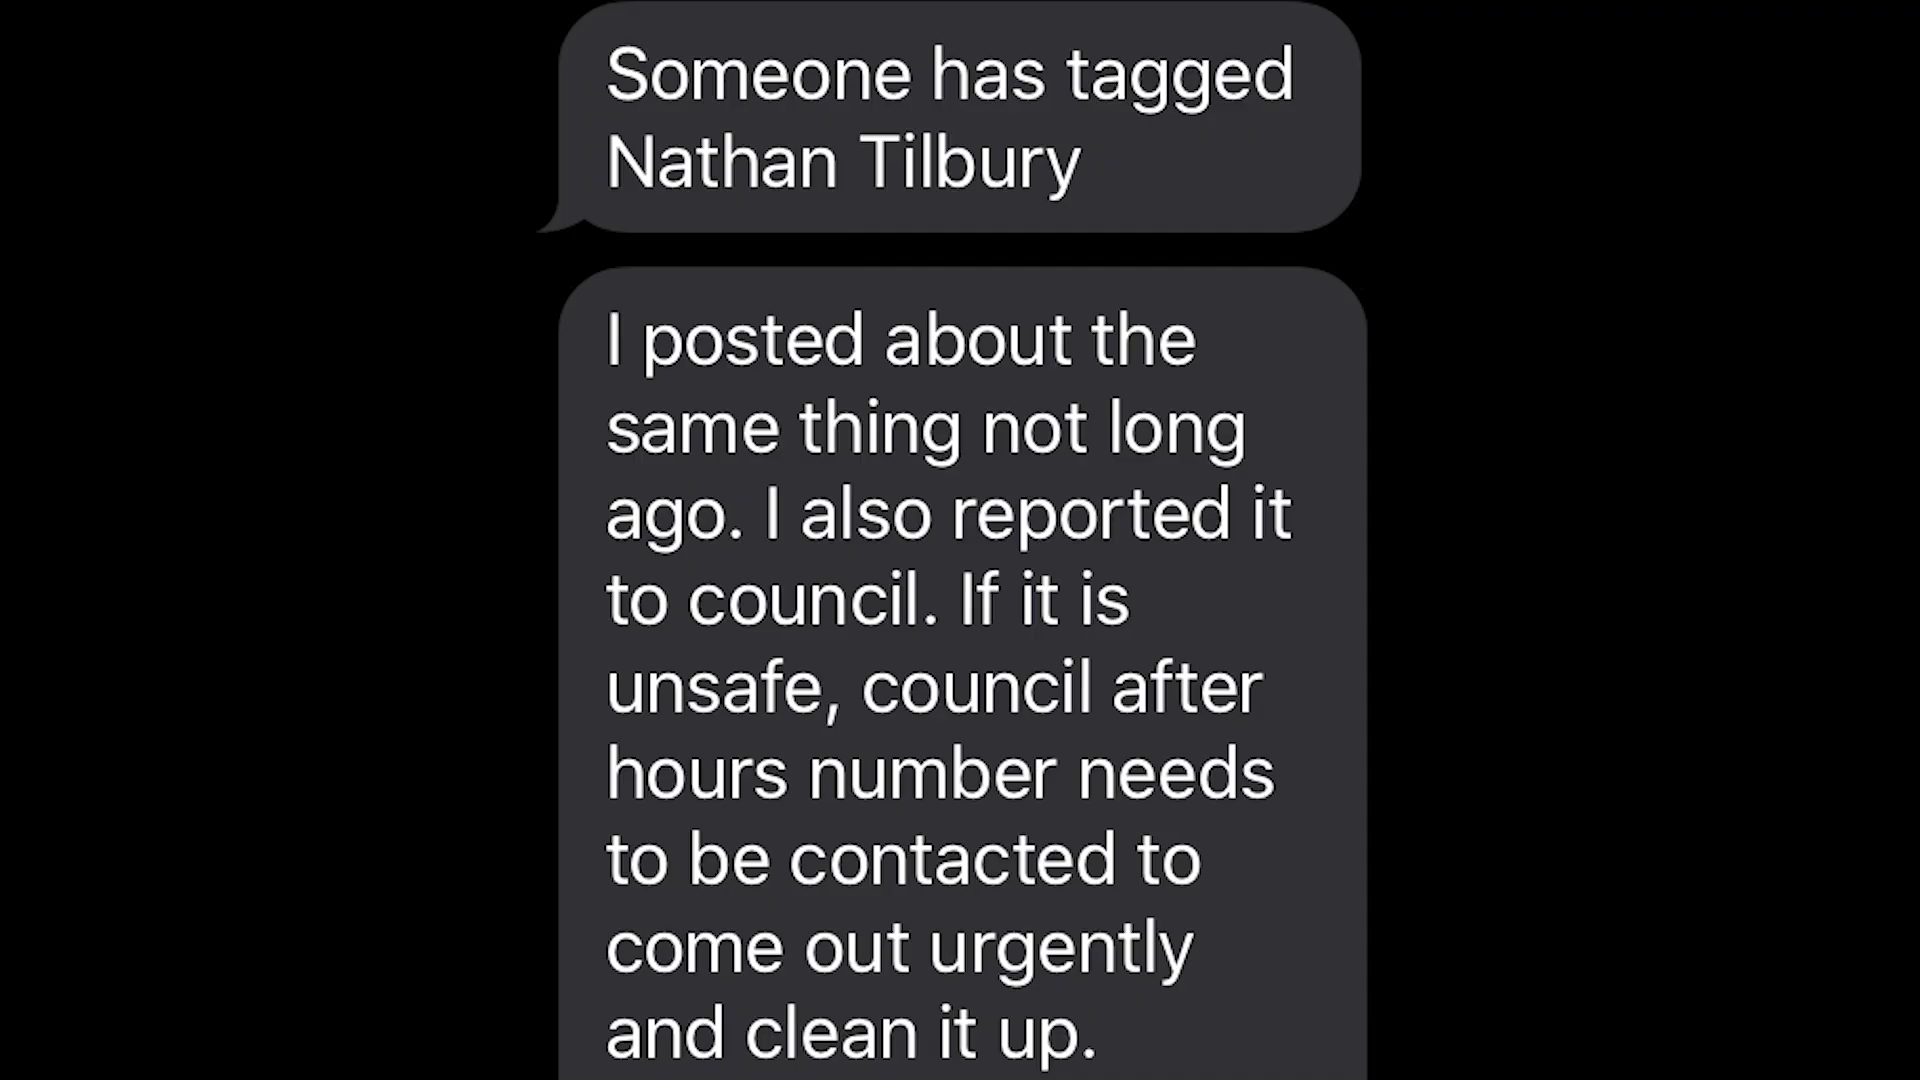 Someone has tagged
Nathan Tilbury
I posted about the
same thing not long
ago. I also reported it
to council. If it is
unsafe, council after
hours number needs
to be contacted to
come out urgently
and clean it up.